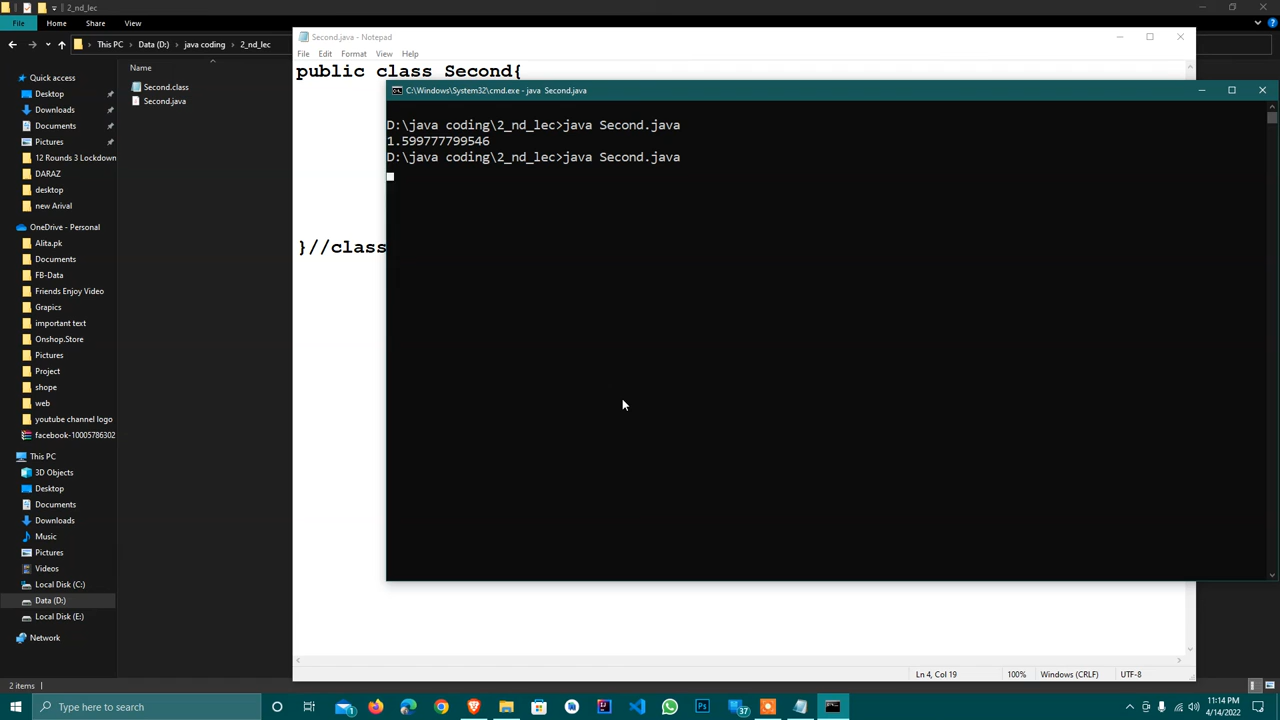 2_nd_lec
File Home Share View
This PC Data (D:) java coding 2_nd_lec
Quick access
Desktop
Downloads
Documents
Pictures
12 Rounds 3 Lockdown
DARAZ
desktop
new Arival
OneDrive - Personal
Alita.pk
Documents
FB-Data
Friends Enjoy Video
Grapics
important text
Onshop.Store
Pictures
Project
shope
web
youtube channel logo
facebook-10005786302
This PC
3D Objects
Desktop
Documents
Downloads
Music
Pictures
Videos
Local Disk (C:)
Data (D:)
Local Disk (E:)
Network
2 items
Name
Second.class
Second.java
Second.java - Notepad
File Edit Format View Help
public class Second{
}//class
Ln 4, Col 19 100% Windows (CRLF) UTF-8
C:\Windows\System32\cmd.exe - java Second.java
D:\java coding\2_nd_lec>java Second.java
1.599777799546
D:\java coding\2_nd_lec>java Second.java
Type here to search
37
11:14 PM
4/14/2022